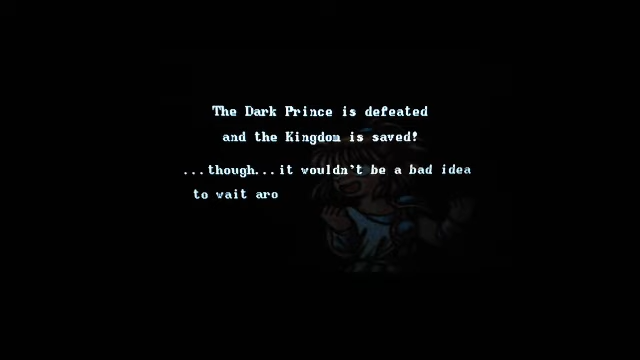 The Dark Prince is defeated
and the Kingdom is saved!
...though...it wouldn't be a bad idea
to wait aro